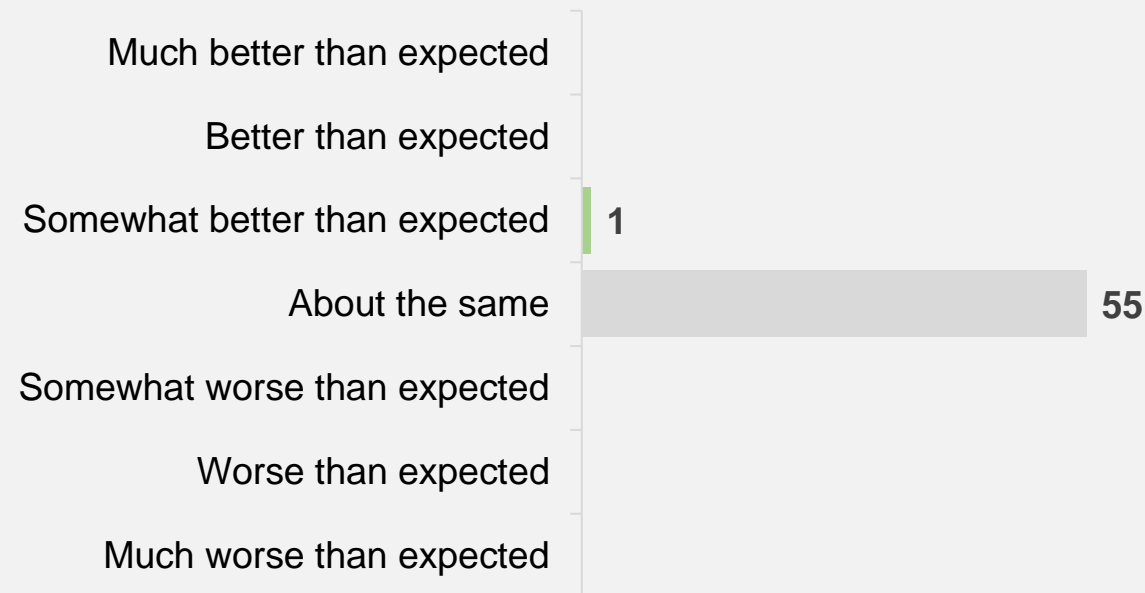 Much better than expected
Better than expected
Somewhat better than expected 1
About the same 55
Somewhat worse than expected
Worse than expected
Much worse than expected